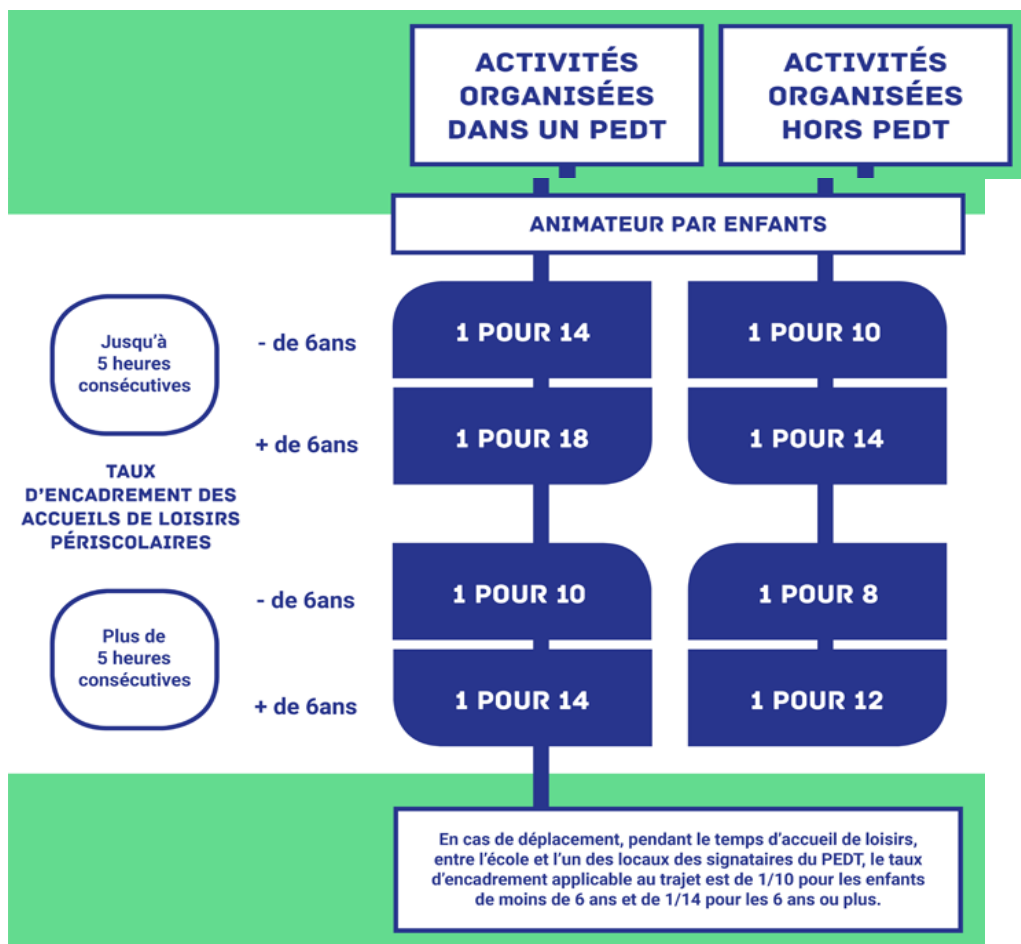 ACTIVITÉS
ORGANISÉES
DANS UN PEDT
ACTIVITÉS
ORGANISÉES
HORS PEDT
ANIMATEUR PAR ENFANTS
Jusqu'à
5 heures
consécutives
- de 6ans
1 POUR 14
1 POUR 10
+ de 6ans
1 POUR 18
1 POUR 14
TAUX
D'ENCADREMENT DES
ACCUEILS DE LOISIRS
PÉRISCOLAIRES
Plus de
5 heures
consécutives
- de 6ans
1 POUR 10
1 POUR 8
+ de 6ans
1 POUR 14
1 POUR 12
En cas de déplacement, pendant le temps d'accueil de loisirs,
entre l'école et l'un des locaux des signataires du PEDT, le taux
d'encadrement applicable au trajet est de 1/10 pour les enfants
de moins de 6 ans et de 1/14 pour les 6 ans ou plus.